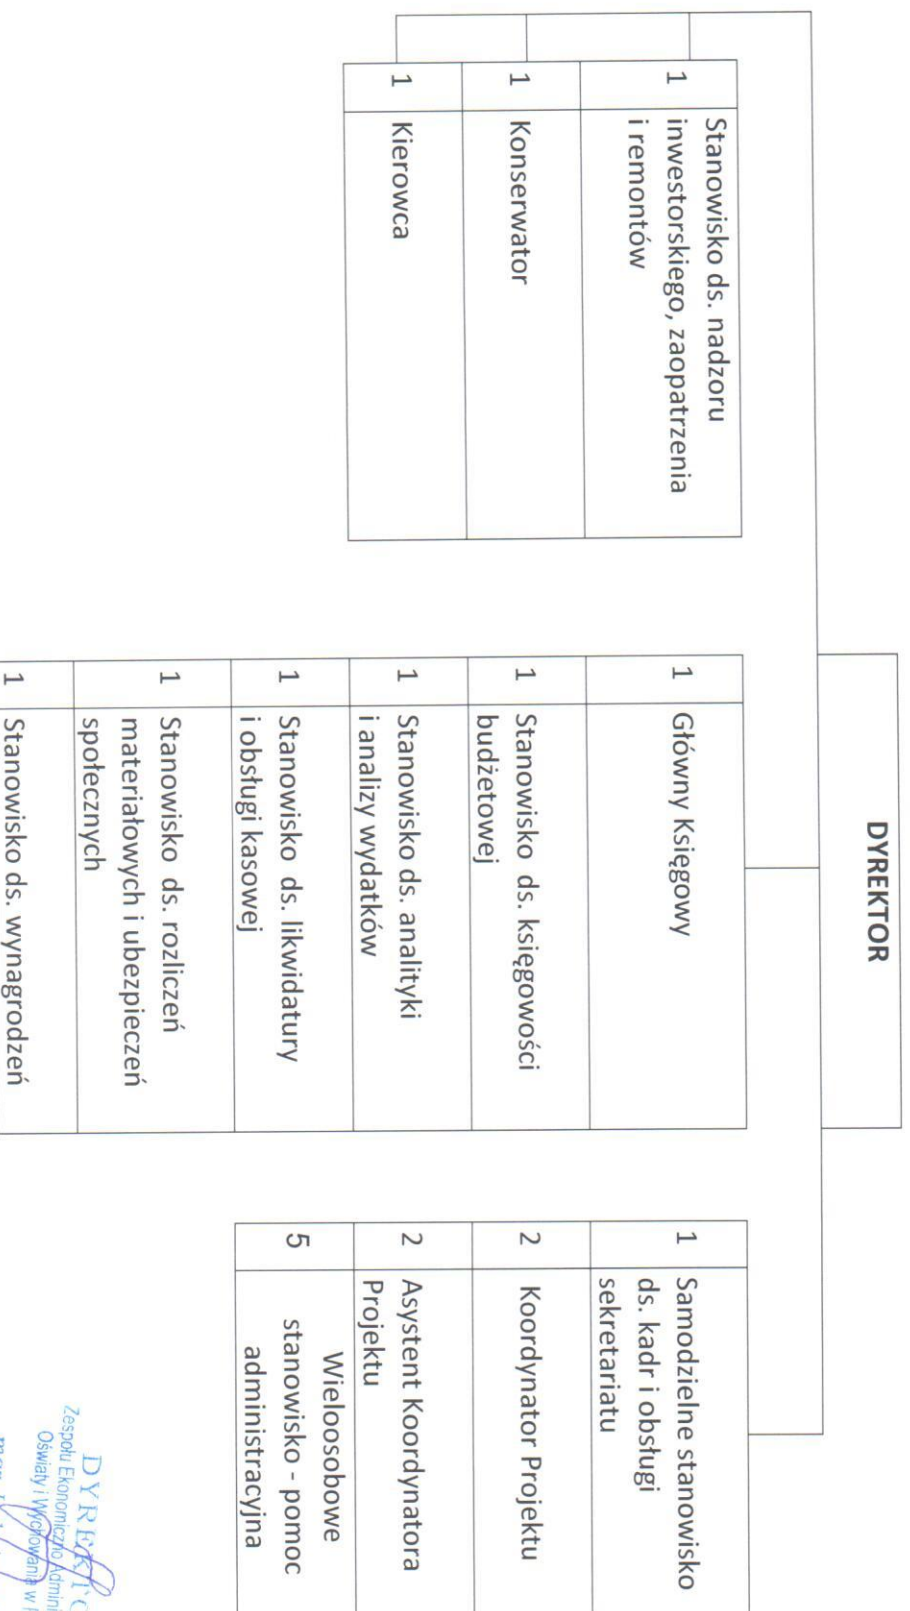 DYREKTOR
1 Stanowisko ds. nadzoru
inwestorskiego, zaopatrzenia
i remontów
1 Konserwator
1 Kierowca
1 Główny Księgowy
1 Stanowisko ds. księgowości
budżetowej
1 Stanowisko ds. analityki
i analizy wydatków
1 Stanowisko ds. likwidatury
i obsługi kasowej
1 Stanowisko ds. rozliczeń
materiałowych i ubezpieczeń
społecznych
1 Stanowisko ds. wynagrodzeń
1 Samodzielne stanowisko
ds. kadr i obsługi
sekretariatu
2 Koordynator Projektu
2 Asystent Koordynatora
Projektu
5 Wieloosobowe
stanowisko - pomoc
administracyjna
Zespołu Ekonomiczno
Oświaty i Wychowania w